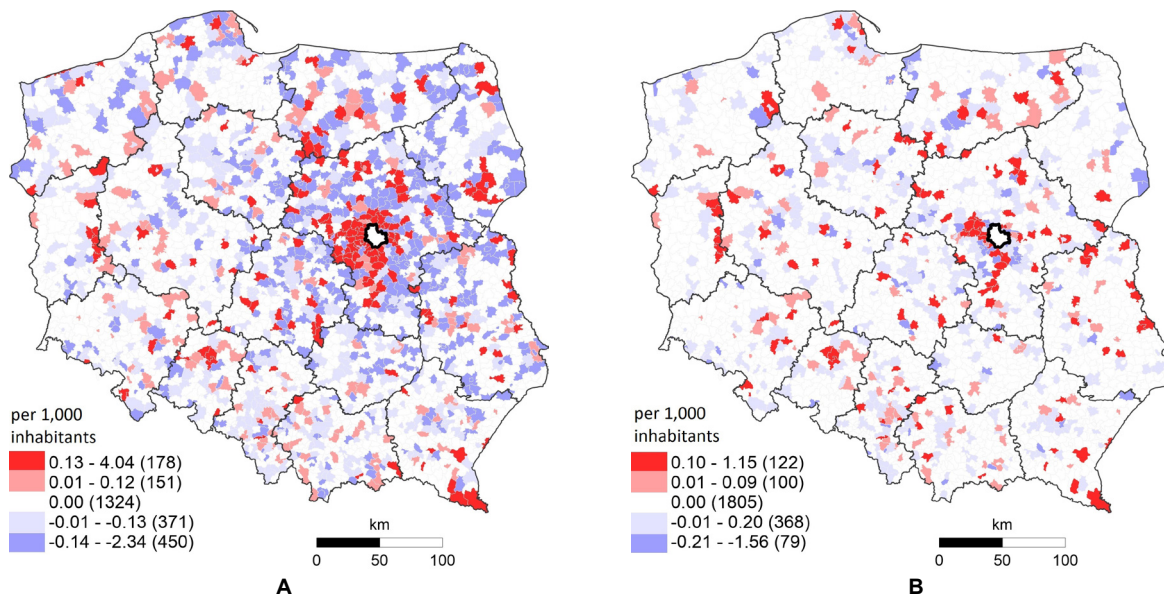 per 1,000
inhabitants
0.13 - 4.04 (178)
0.01 - 0.12 (151)
0.00 (1324)
-0.01 - -0.13 (371)
-0.14 - -2.34 (450)
km
0 50 100
A
per 1,000
inhabitants
0.10 - 1.15 (122)
0.01 - 0.09 (100)
0.00 (1805)
-0.01 - 0.20 (368)
-0.21 - -1.56 (79)
km
0 50 100
B